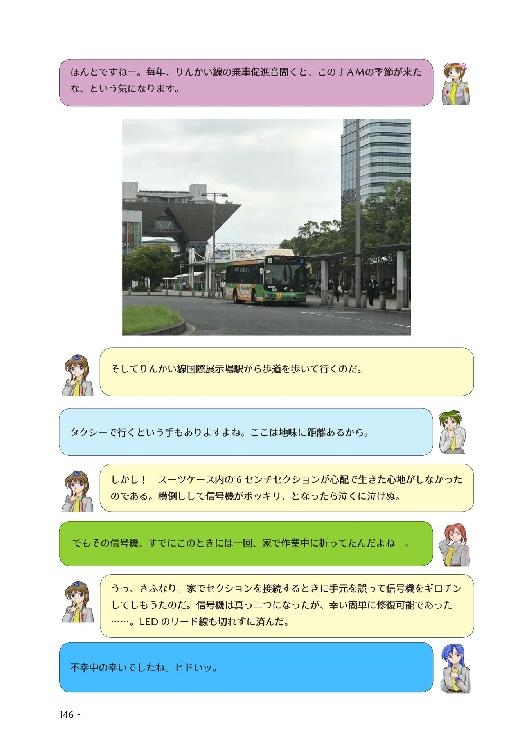 ほんとですねー。毎年、りんかい線の乗車促進音聞くと、このJAMの季節が来た
な、という気になります。
そしてりんかい線国際展示場駅から歩道を歩いて行くのだ。
タクシーで行くという手もありますよね。ここは地味に距離あるから。
しかし！　スーツケース内の6センチセクションが心配で生きた心地がしなかった
のである。横倒しして信号機がポッキリ、となったら泣くに泣けぬ。
でもその信号機、すでにこのときには一回、家で作業中に折ってたんだよねー。
うっ、さふなり。家でセクションを接続するときに手元を誤って信号機をギロチン
してしもうたのだ。信号機は真っ二つになったが、幸い簡単に修復可能であった
……。LEDのリード線も切れずに済んだ。
不幸中の幸いでしたね。ヒドいッ。
146 -